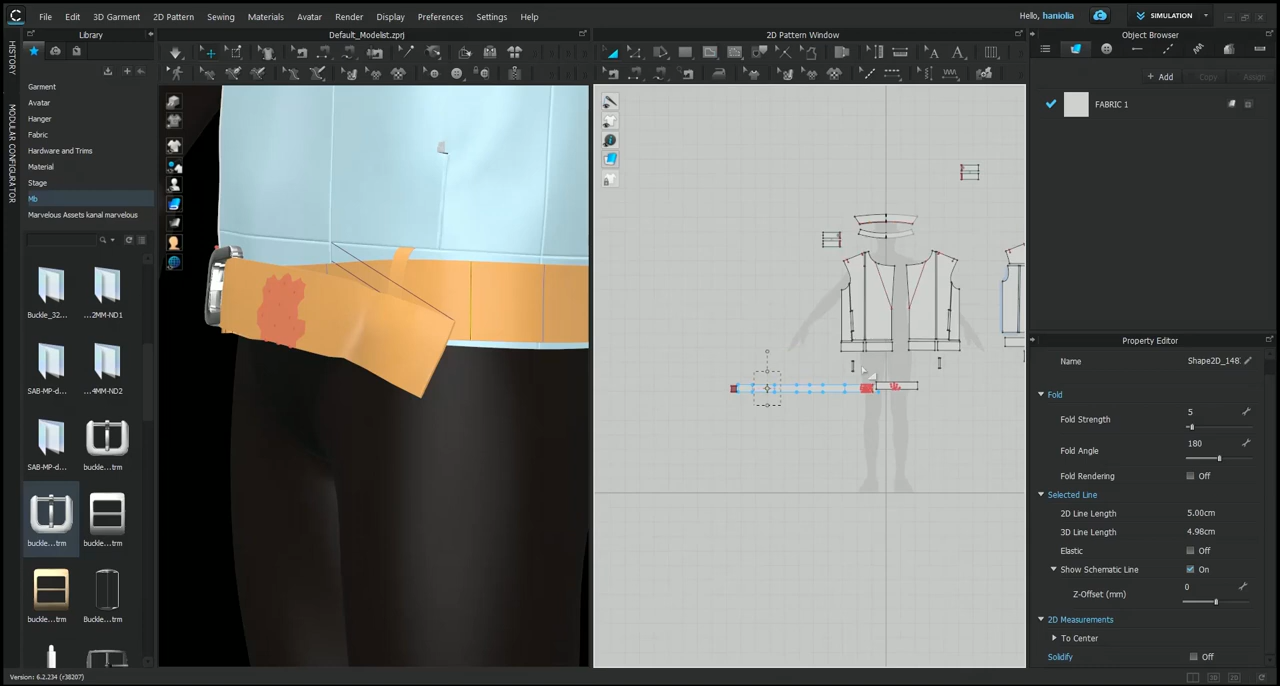 File Edit 3D Garment 2D Pattern Sewing Materials Avatar Render Display Preferences Settings Help
Hello, haniolia
SIMULATION
HISTORY
MODULAR CONFIGURATOR
Library
Default_Modelist.zprj
2D Pattern Window
Object Browser
Garment
Avatar
Hanger
Fabric
Hardware and Trims
Material
Stage
Mb
Marvelous Assets kanal marvelous
Buckle_32... ...2MM-ND1
SAB-MP-d... ...4MM-ND2
SAB-MP-d... buckle...trm
buckle...trm buckle...trm
buckle...trm Buckle...trm
+ Add Copy Assign
FABRIC 1
Property Editor
Name Shape2D_148
Fold
Fold Strength 5
Fold Angle 180
Fold Rendering Off
Selected Line
2D Line Length 5.00cm
3D Line Length 4.98cm
Elastic Off
Show Schematic Line On
Z-Offset (mm) 0
2D Measurements
To Center
Solidify Off
Version: 6.2.234 (r38207)
3D 2D